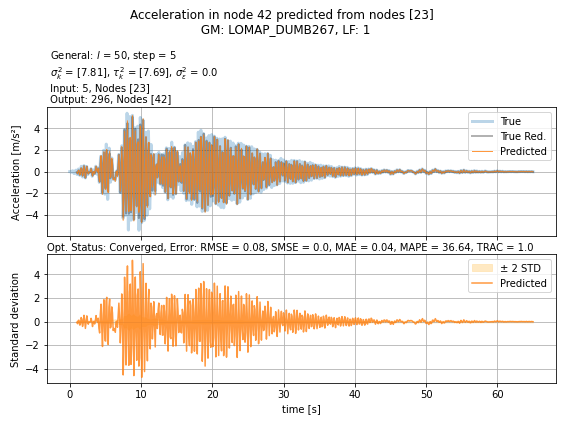 Acceleration in node 42 predicted from nodes [23]
GM: LOMAP_DUMB267, LF: 1
General: l = 50, step = 5
σ²ₖ = [7.81], τ²ₖ = [7.69], σ²_ε = 0.0
Input: 5, Nodes [23]
Output: 296, Nodes [42]
Acceleration [m/s²]
4
2
0
−2
−4
True
True Red.
Predicted
Opt. Status: Converged, Error: RMSE = 0.08, SMSE = 0.0, MAE = 0.04, MAPE = 36.64, TRAC = 1.0
Standard deviation
4
2
0
−2
−4
± 2 STD
Predicted
0 10 20 30 40 50 60
time [s]